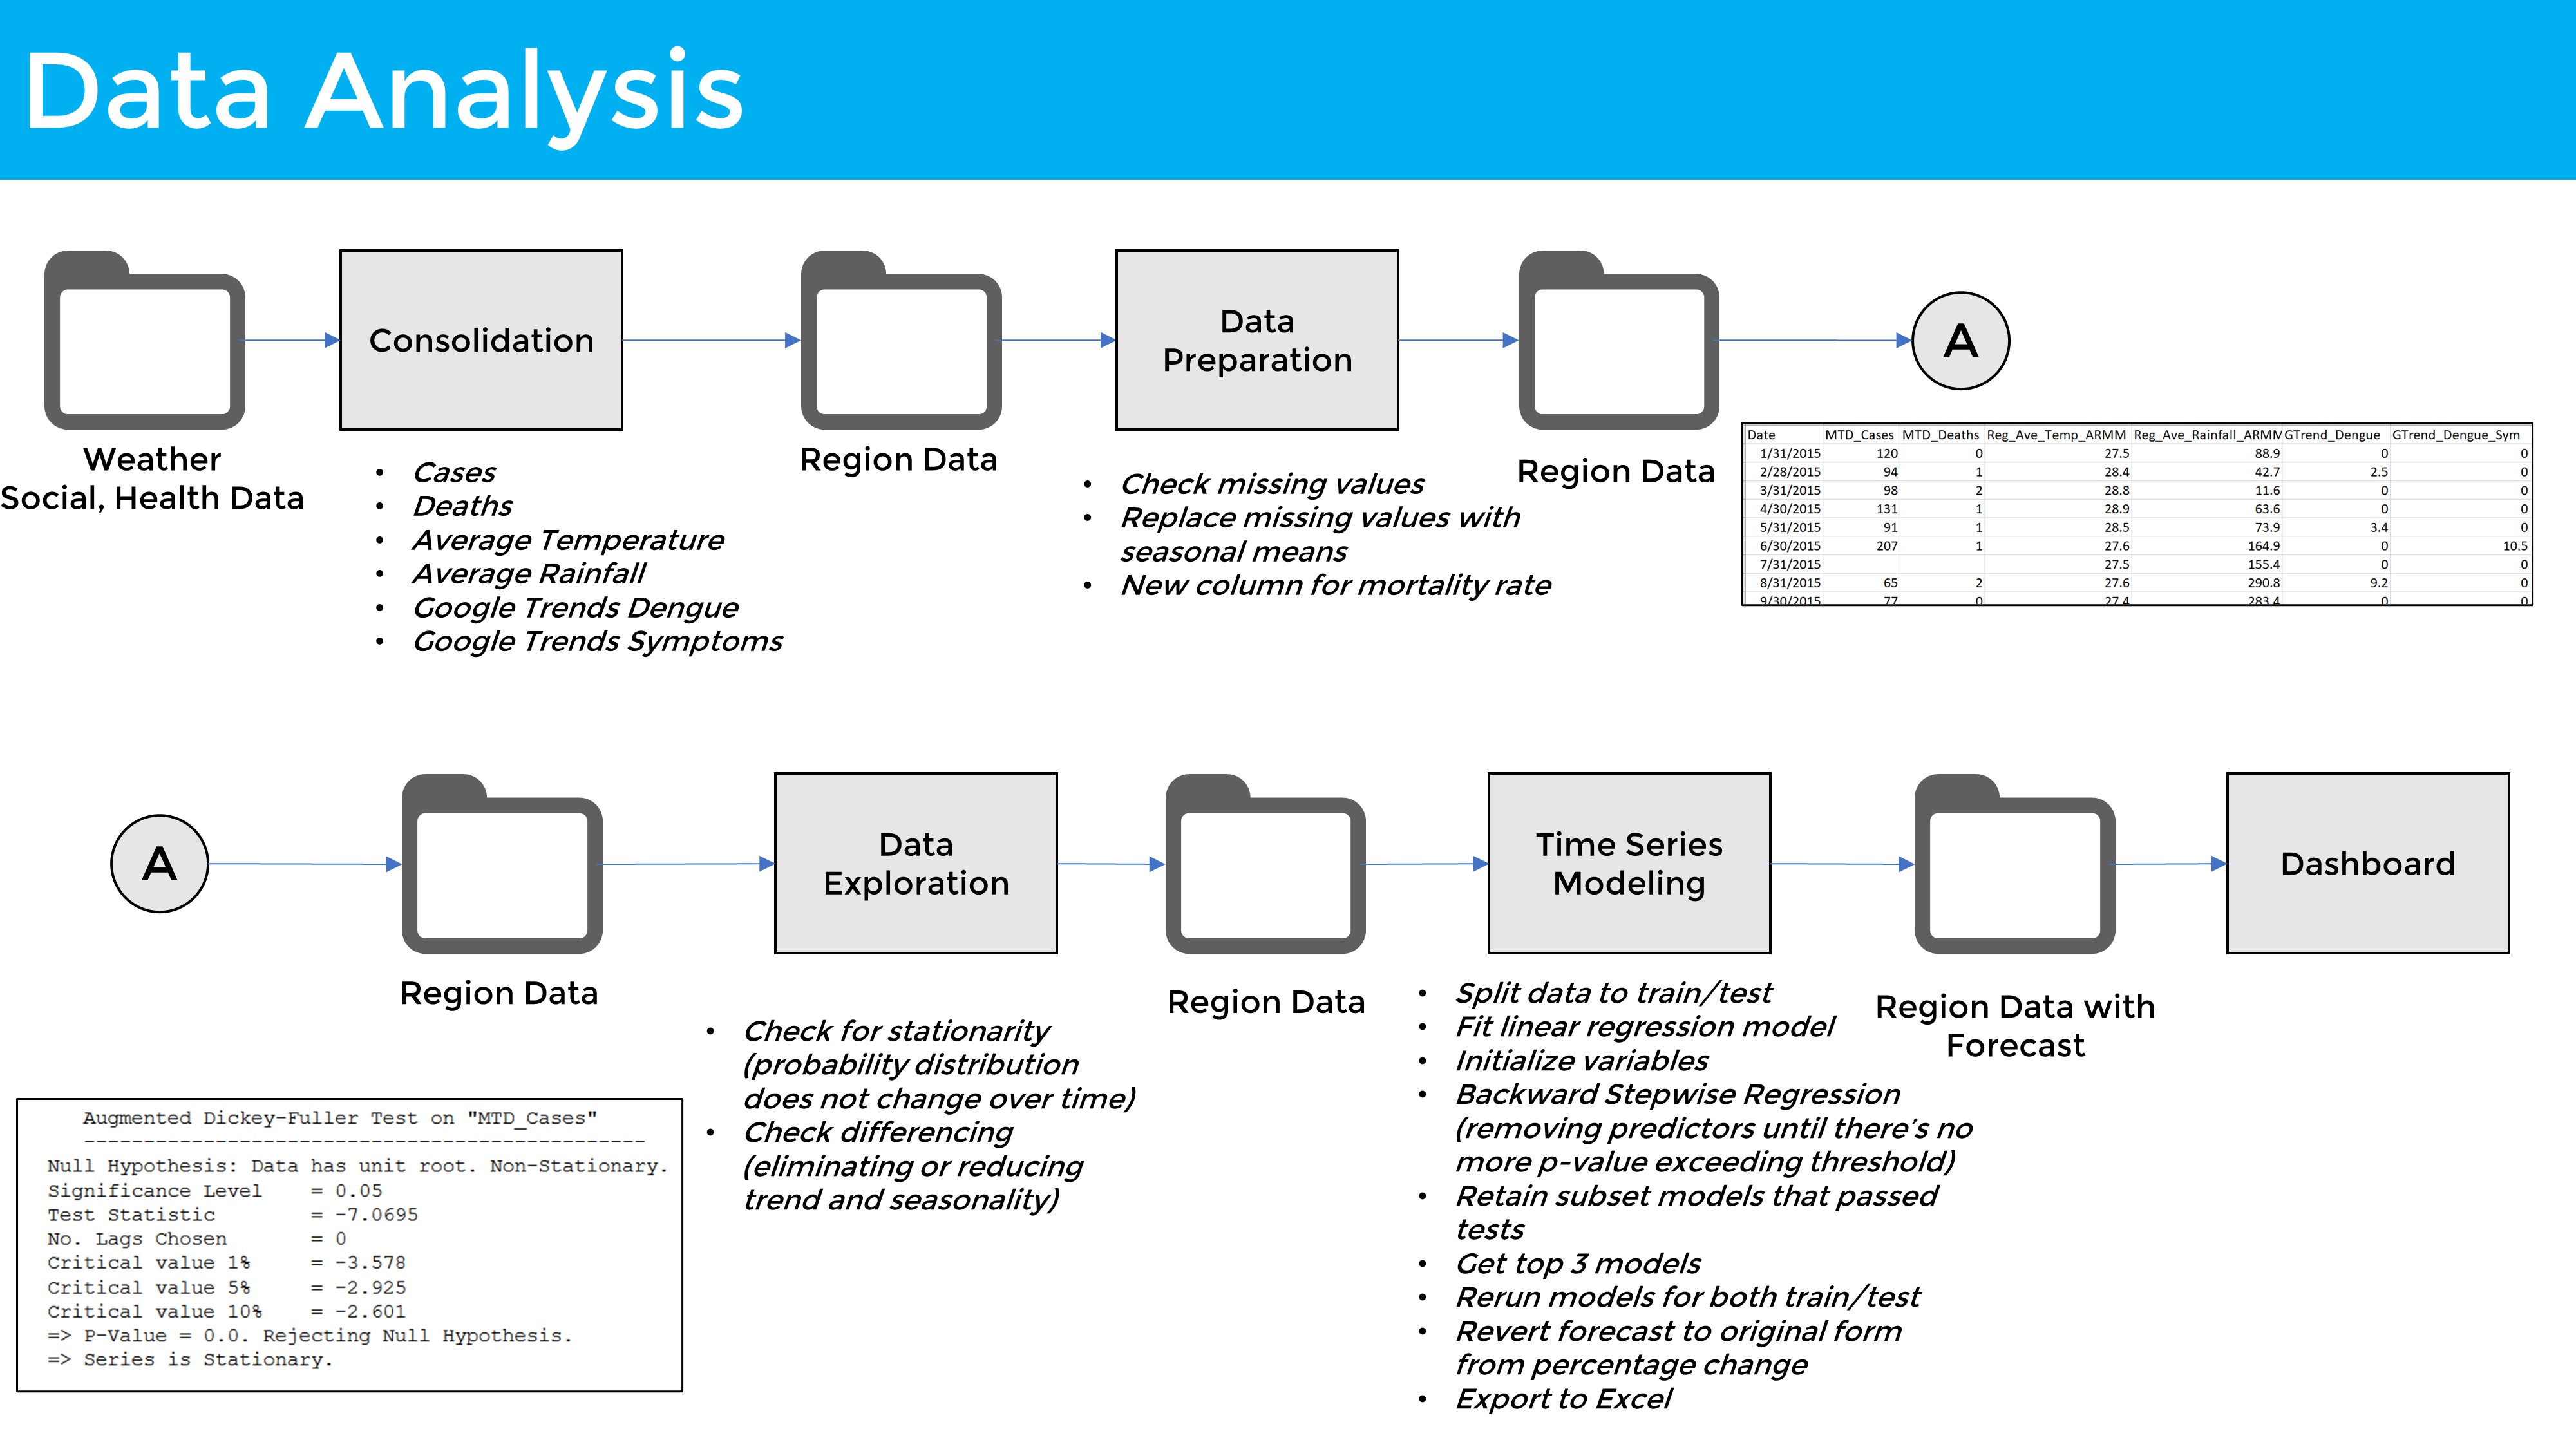 Data Analysis
Consolidation
Data
Preparation
A
Weather
Social, Health Data
• Cases
• Deaths
• Average Temperature
• Average Rainfall
• Google Trends Dengue
• Google Trends Symptoms
Region Data
• Check missing values
• Replace missing values with
seasonal means
• New column for mortality rate
Region Data
Date MTD_Cases MTD_Deaths Reg_Ave_Temp_ARMM Reg_Ave_Rainfall_ARMM GTrend_Dengue GTrend_Dengue_Sym
1/31/2015 120 0 27.5 88.9 0 0
2/28/2015 94 1 28.4 42.7 2.5 0
3/31/2015 98 2 28.8 11.6 0 0
4/30/2015 131 1 28.9 63.6 0 0
5/31/2015 91 1 28.5 73.9 3.4 0
6/30/2015 207 1 27.6 164.9 0 10.5
7/31/2015 27.5 155.4 0 0
8/31/2015 65 2 27.6 290.8 9.2 0
9/30/2015 77 0 27.4 283.4 0 0
A
Region Data
Data
Exploration
• Check for stationarity
(probability distribution
does not change over time)
• Check differencing
(eliminating or reducing
trend and seasonality)
Region Data
Time Series
Modeling
• Split data to train/test
• Fit linear regression model
• Initialize variables
• Backward Stepwise Regression
(removing predictors until there's no
more p-value exceeding threshold)
• Retain subset models that passed
tests
• Get top 3 models
• Rerun models for both train/test
• Revert forecast to original form
from percentage change
• Export to Excel
Region Data with
Forecast
Dashboard
Augmented Dickey-Fuller Test on "MTD_Cases"
-----------------------------------------------
Null Hypothesis: Data has unit root. Non-Stationary.
Significance Level = 0.05
Test Statistic = -7.0695
No. Lags Chosen = 0
Critical value 1% = -3.578
Critical value 5% = -2.925
Critical value 10% = -2.601
=> P-Value = 0.0. Rejecting Null Hypothesis.
=> Series is Stationary.